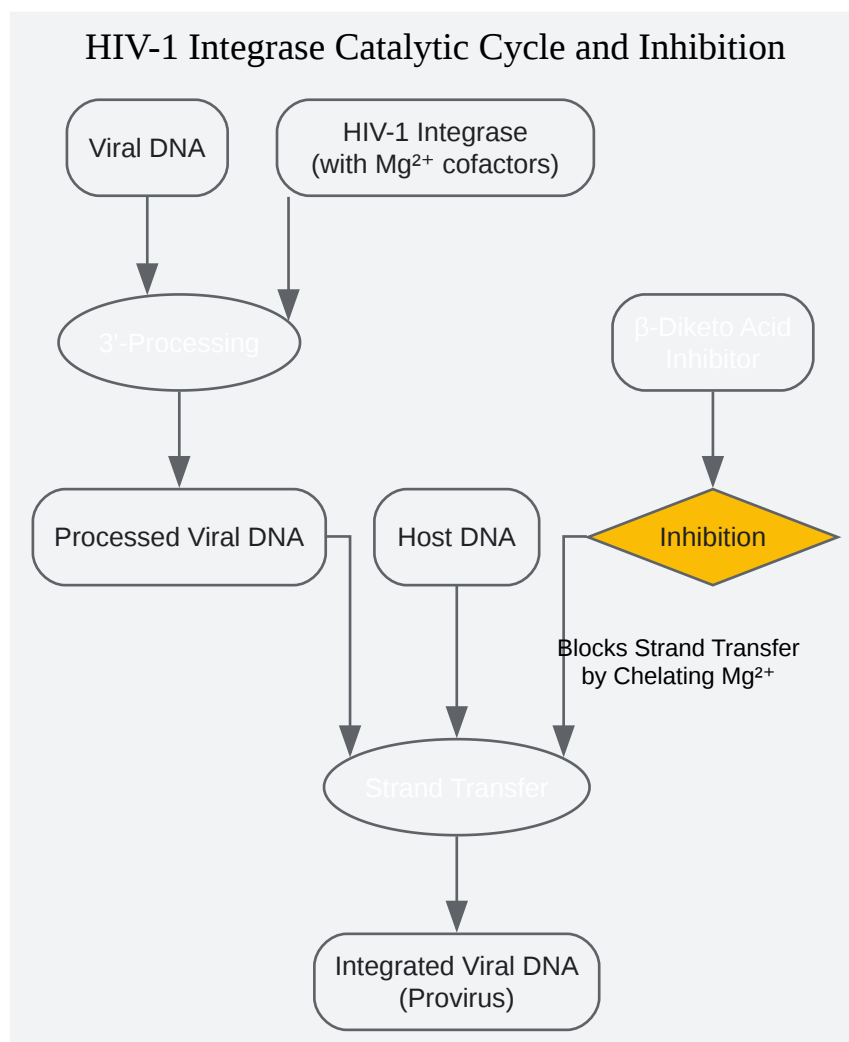 HIV-1 Integrase Catalytic Cycle and Inhibition
Viral DNA
HIV-1 Integrase
(with Mg²⁺ cofactors)
3'-Processing
β-Diketo Acid
Inhibitor
Processed Viral DNA
Host DNA
Inhibition
Blocks Strand Transfer
by Chelating Mg²⁺
Strand Transfer
Integrated Viral DNA
(Provirus)